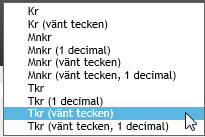 Kr
Kr (vänt tecken)
Mnkr
Mnkr (1 decimal)
Mnkr (vänt tecken)
Mnkr (vänt tecken, 1 decimal)
Tkr
Tkr (1 decimal)
Tkr (vänt tecken)
Tkr (vänt tecken, 1 decimal)